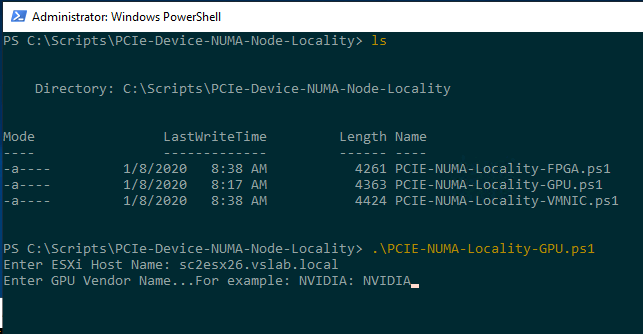 Administrator: Windows PowerShell
PS C:\Scripts\PCIe-Device-NUMA-Node-Locality> ls
Directory: C:\Scripts\PCIe-Device-NUMA-Node-Locality
Mode LastWriteTime Length Name
---- ------------- ------ ----
-a---- 1/8/2020 8:38 AM 4261 PCIE-NUMA-Locality-FPGA.ps1
-a---- 1/8/2020 8:17 AM 4363 PCIE-NUMA-Locality-GPU.ps1
-a---- 1/8/2020 8:38 AM 4424 PCIE-NUMA-Locality-VMNIC.ps1
PS C:\Scripts\PCIe-Device-NUMA-Node-Locality> .\PCIE-NUMA-Locality-GPU.ps1
Enter ESXi Host Name: sc2esx26.vslab.local
Enter GPU Vendor Name...For example: NVIDIA: NVIDIA